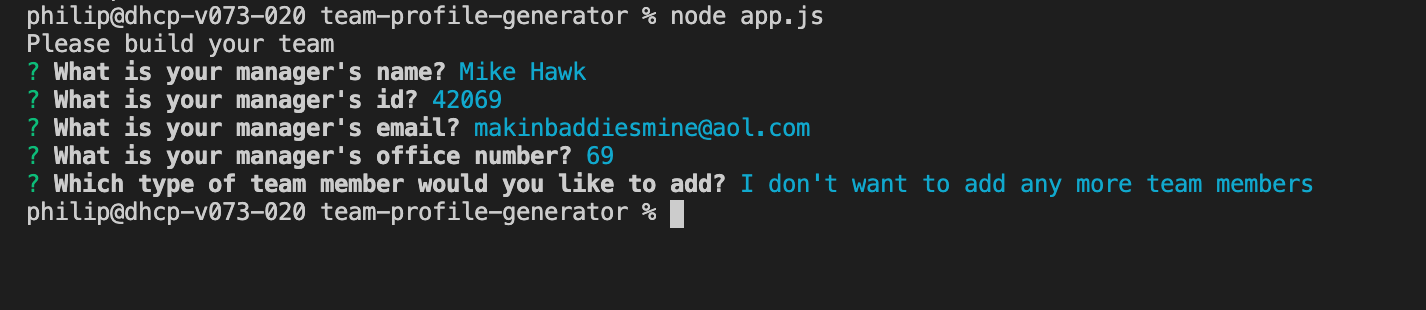 philip@dhcp-v073-020 team-profile-generator % node app.js
Please build your team
? What is your manager's name? Mike Hawk
? What is your manager's id? 42069
? What is your manager's email? makinbaddiesmine@aol.com
? What is your manager's office number? 69
? Which type of team member would you like to add? I don't want to add any more team members
philip@dhcp-v073-020 team-profile-generator %